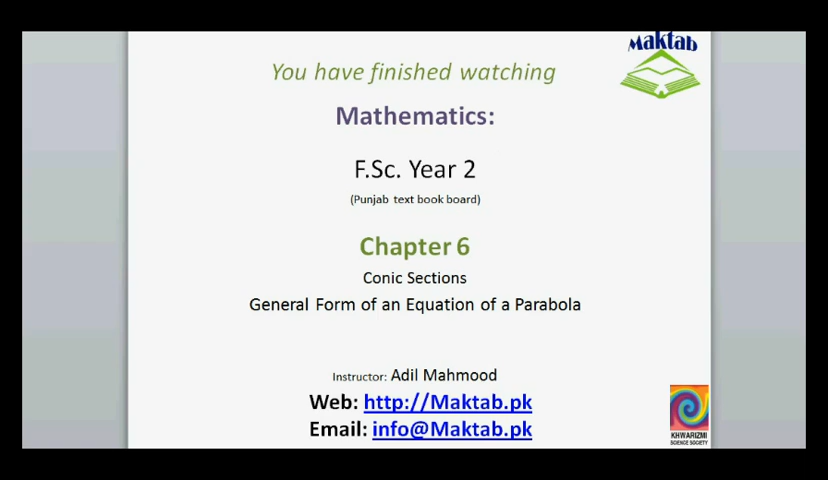 Maktab
You have finished watching
Mathematics:
F.Sc. Year 2
(Punjab text book board)
Chapter 6
Conic Sections
General Form of an Equation of a Parabola
Instructor: Adil Mahmood
Web: http://Maktab.pk
Email: info@Maktab.pk
KHWARIZMI
SCIENCE SOCIETY